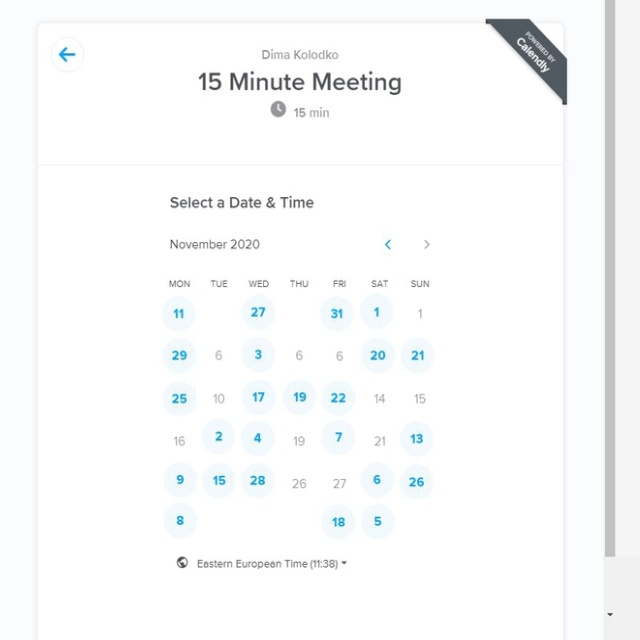 POWERED BY
Calendly
Dima Kolodko
15 Minute Meeting
15 min
Select a Date & Time
November 2020
MON TUE WED THU FRI SAT SUN
11 27 31 1 1
29 6 3 6 6 20 21
25 10 17 19 22 14 15
16 2 4 19 7 21 13
9 15 28 26 27 6 26
8 18 5
Eastern European Time (11:38)